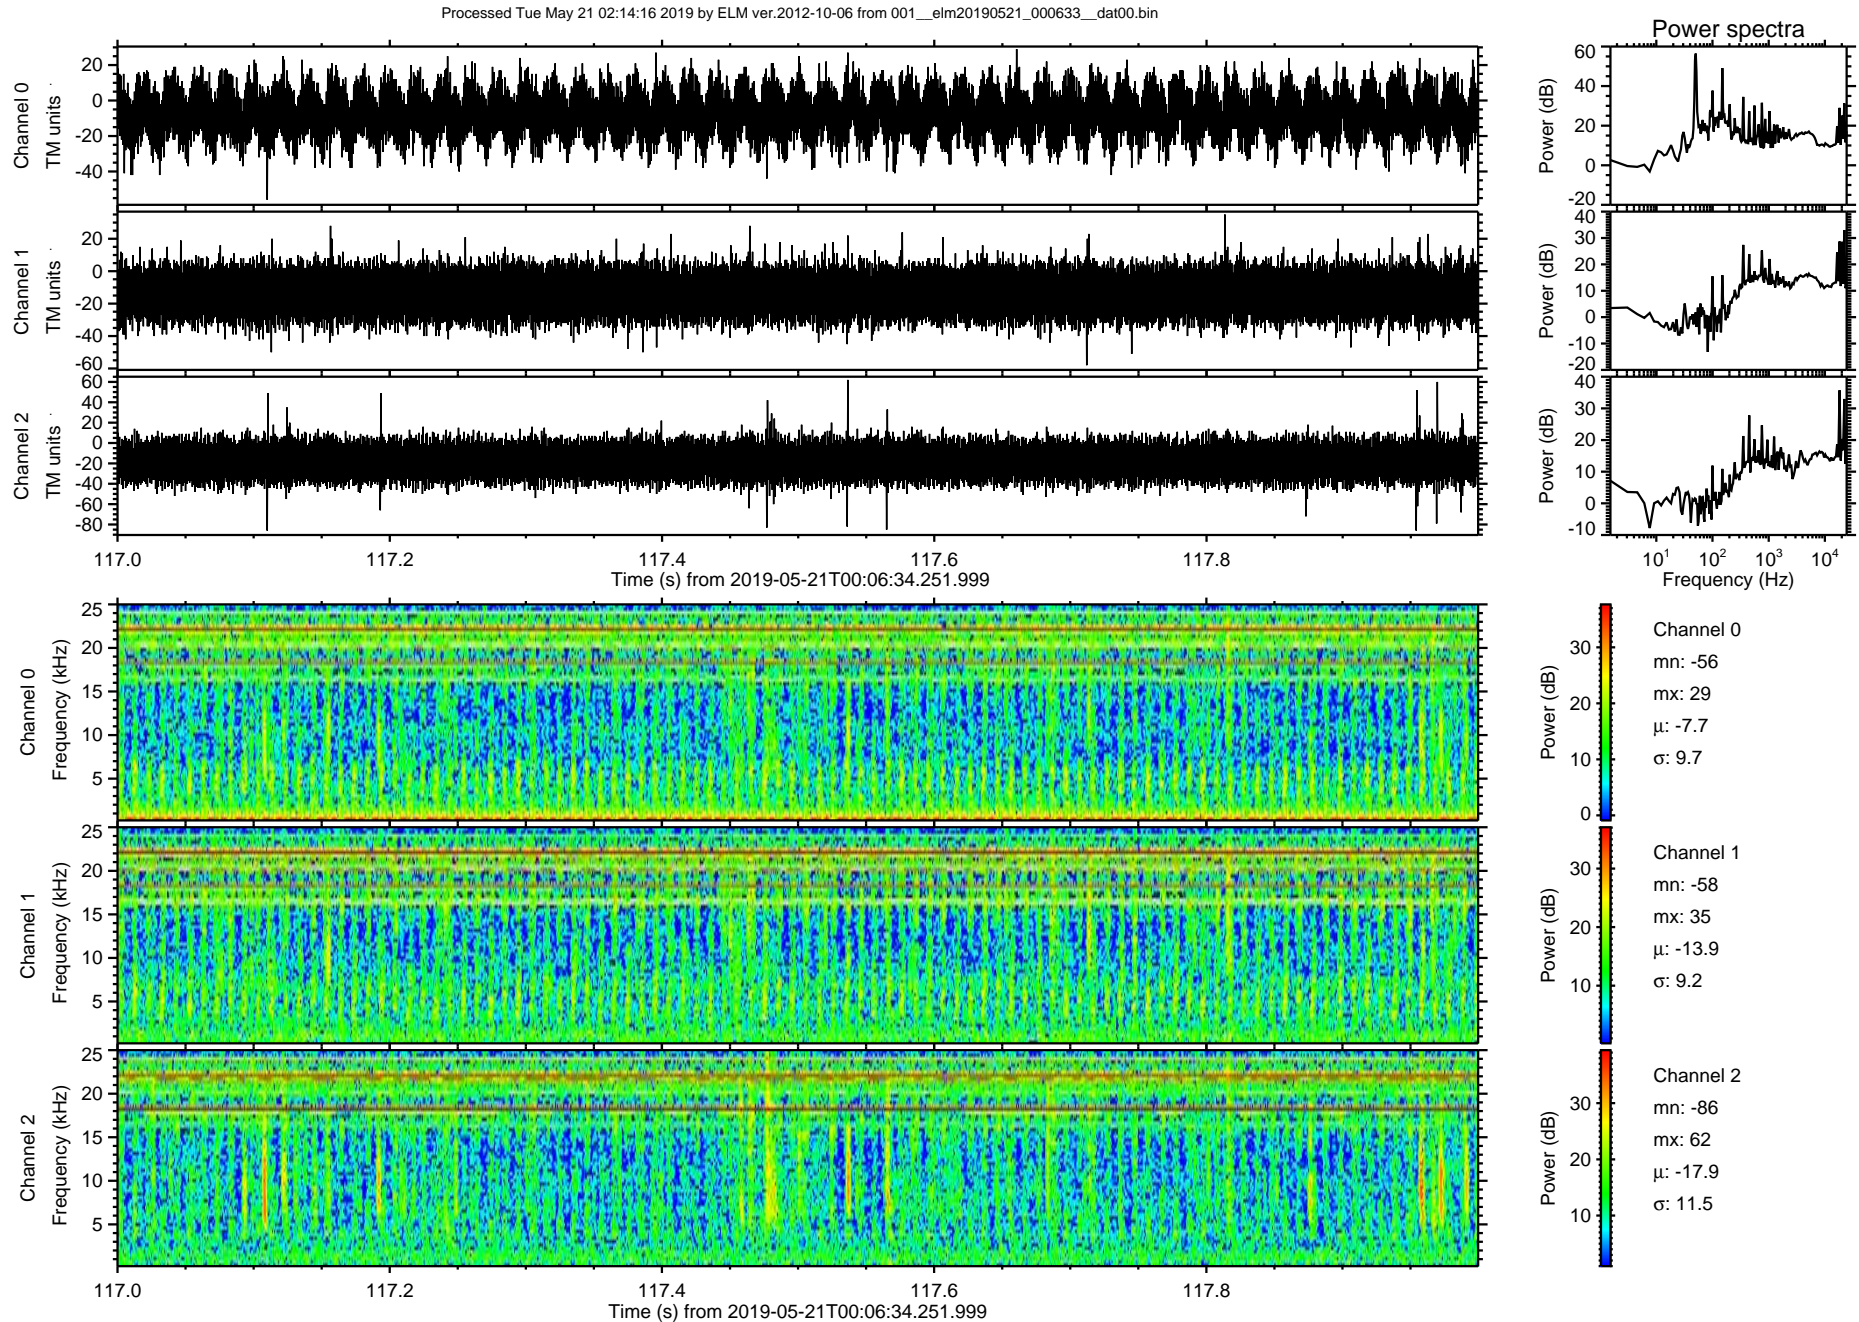 Processed Tue May 21 02:14:16 2019 by ELM ver.2012-10-06 from 001__elm20190521_000633__dat00.bin
Power spectra
Channel 0
TM units
20
0
-20
-40
Power (dB)
60
40
20
0
-20
Channel 1
TM units
20
0
-20
-40
-60
Power (dB)
40
30
20
10
0
-10
-20
Channel 2
TM units
60
40
20
0
-20
-40
-60
-80
Power (dB)
40
30
20
10
0
-10
117.0 117.2 117.4 117.6 117.8
Time (s) from 2019-05-21T00:06:34.251.999
10^1 10^2 10^3 10^4
Frequency (Hz)
Channel 0
Frequency (kHz)
25
20
15
10
5
Power (dB)
30
20
10
0
Channel 0
mn: -56
mx: 29
μ: -7.7
σ: 9.7
Channel 1
Frequency (kHz)
25
20
15
10
5
Power (dB)
30
20
10
Channel 1
mn: -58
mx: 35
μ: -13.9
σ: 9.2
Channel 2
Frequency (kHz)
25
20
15
10
5
Power (dB)
30
20
10
Channel 2
mn: -86
mx: 62
μ: -17.9
σ: 11.5
117.0 117.2 117.4 117.6 117.8
Time (s) from 2019-05-21T00:06:34.251.999